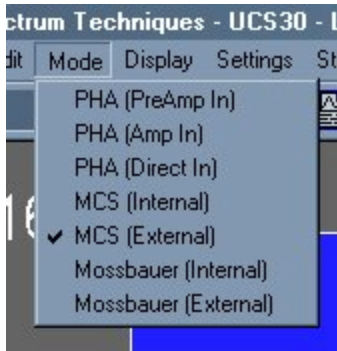 ctrum Techniques - UCS30 - L
dit Mode Display Settings St
PHA (PreAmp In)
PHA (Amp In)
PHA (Direct In)
MCS (Internal)
MCS (External)
Mossbauer (Internal)
Mossbauer (External)
16